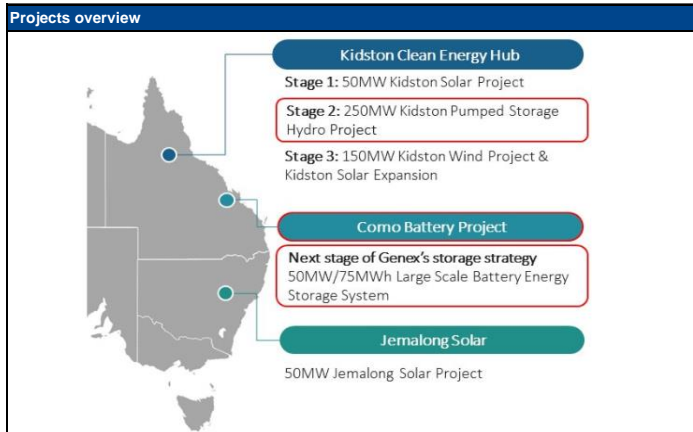 Projects overview
Kidston Clean Energy Hub
Stage 1: 50MW Kidston Solar Project
Stage 2: 250MW Kidston Pumped Storage
Hydro Project
Stage 3: 150MW Kidston Wind Project &
Kidston Solar Expansion
Como Battery Project
Next stage of Genex's storage strategy
50MW/75MWh Large Scale Battery Energy
Storage System
Jemalong Solar
50MW Jemalong Solar Project